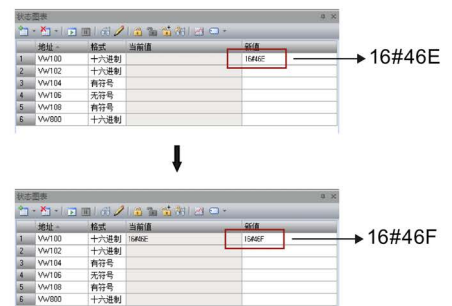 状态图表
地址 格式 当前值 新值
1 VW100 十六进制 16#46E
16#46E
2 VW102 十六进制
3 VW104 有符号
4 VW106 无符号
5 VW108 有符号
6 VW800 十六进制
状态图表
地址 格式 当前值 新值
1 VW100 十六进制 16#46E 16#46F
16#46F
2 VW102 十六进制
3 VW104 有符号
4 VW106 无符号
5 VW108 有符号
6 VW800 十六进制